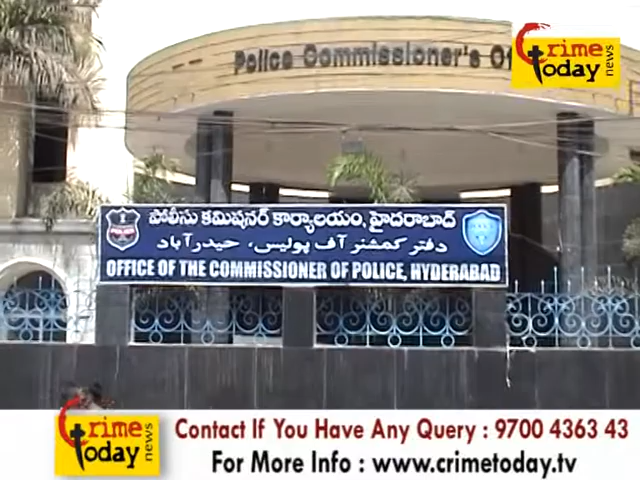 Police Commissioner's
Crime
Today
news
POLICE
పోలీసు కమిషనర్ కార్యాలయం, హైదరాబాద్
دفتر کمشنر آف پولیس، حیدرآباد
OFFICE OF THE COMMISSIONER OF POLICE, HYDERABAD
Crime
Today
News
Contact If You Have Any Query : 9700 4363 43
For More Info : www.crimetoday.tv